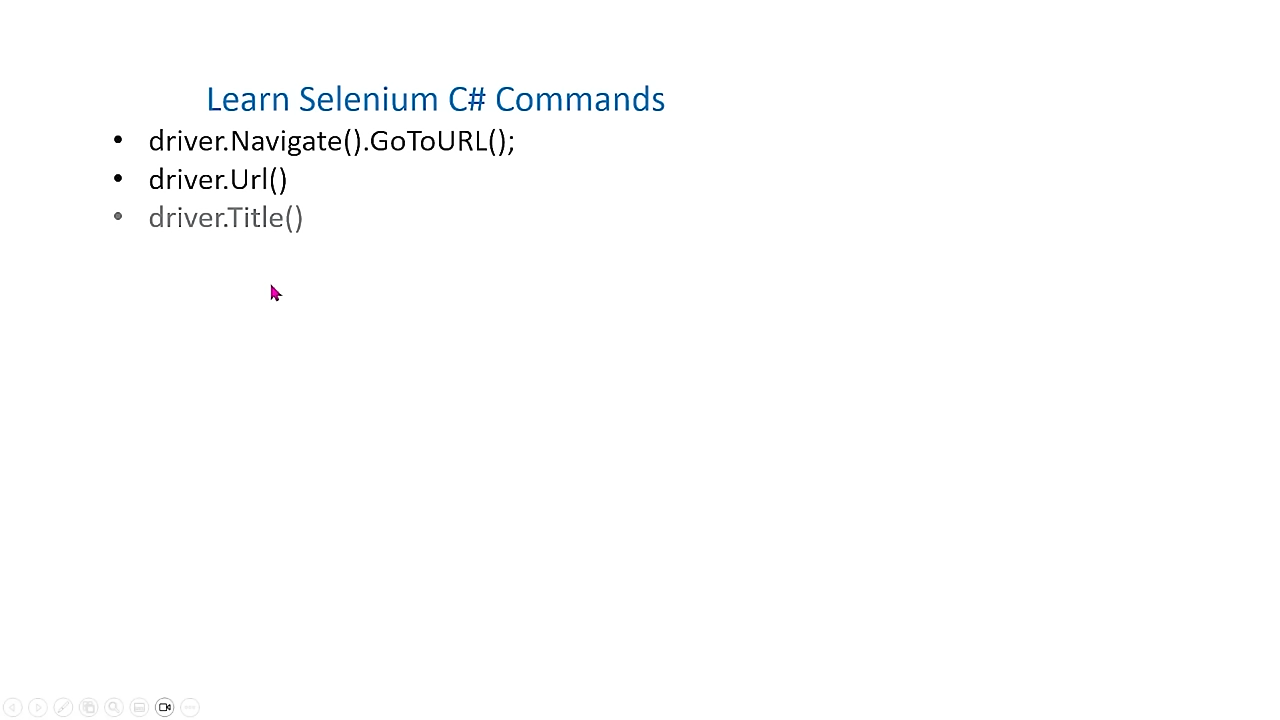 Learn Selenium C# Commands
• driver.Navigate().GoToURL();
• driver.Url()
• driver.Title()